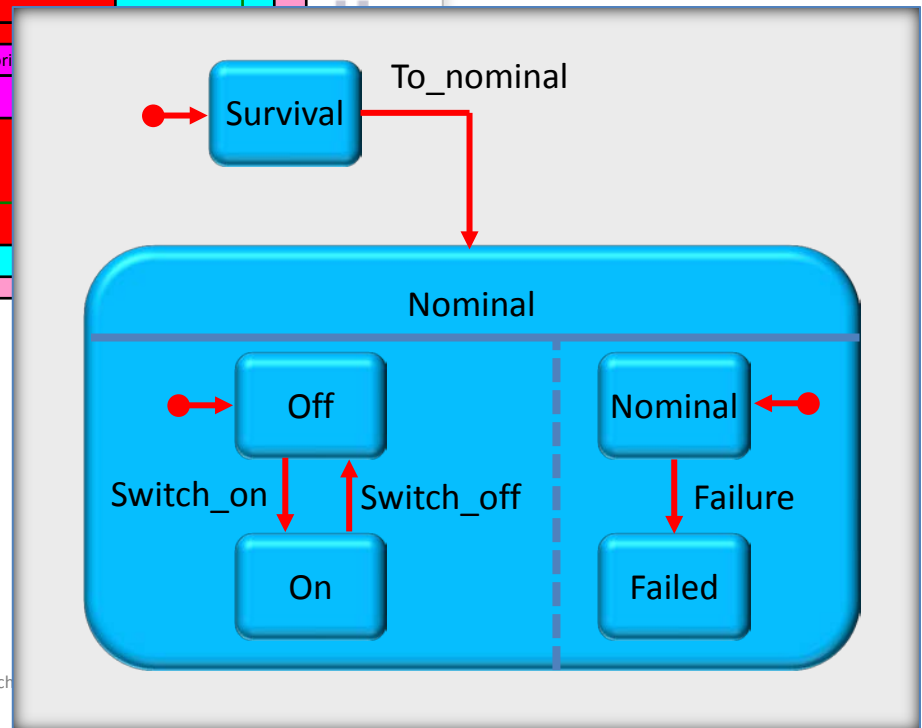 To_nominal
Survival
Nominal
Off
Nominal
Switch_on
Switch_off
Failure
On
Failed